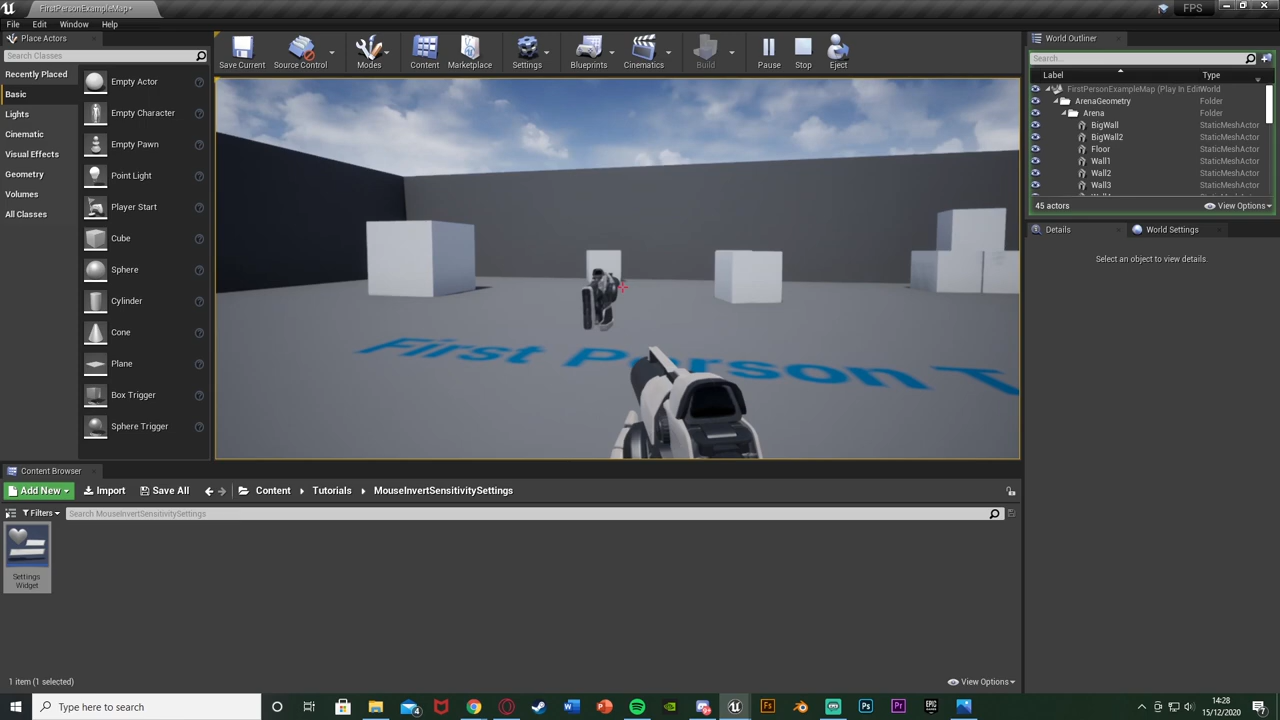 FirstPersonExampleMap*
FPS
File Edit Window Help
Place Actors
Search Classes
Recently Placed
Basic
Lights
Cinematic
Visual Effects
Geometry
Volumes
All Classes
Empty Actor
Empty Character
Empty Pawn
Point Light
Player Start
Cube
Sphere
Cylinder
Cone
Plane
Box Trigger
Sphere Trigger
Save Current
Source Control
Modes
Content
Marketplace
Settings
Blueprints
Cinematics
Build
Pause
Stop
Eject
First Person T
World Outliner
Search...
Label Type
FirstPersonExampleMap (Play In Edit World
ArenaGeometry Folder
Arena Folder
BigWall StaticMeshActor
BigWall2 StaticMeshActor
Floor StaticMeshActor
Wall1 StaticMeshActor
Wall2 StaticMeshActor
Wall3 StaticMeshActor
45 actors View Options
Details World Settings
Select an object to view details.
Content Browser
Add New Import Save All Content Tutorials MouseInvertSensitivitySettings
Filters Search MouseInvertSensitivitySettings
Settings
Widget
1 item (1 selected) View Options
Type here to search
14:28
15/12/2020